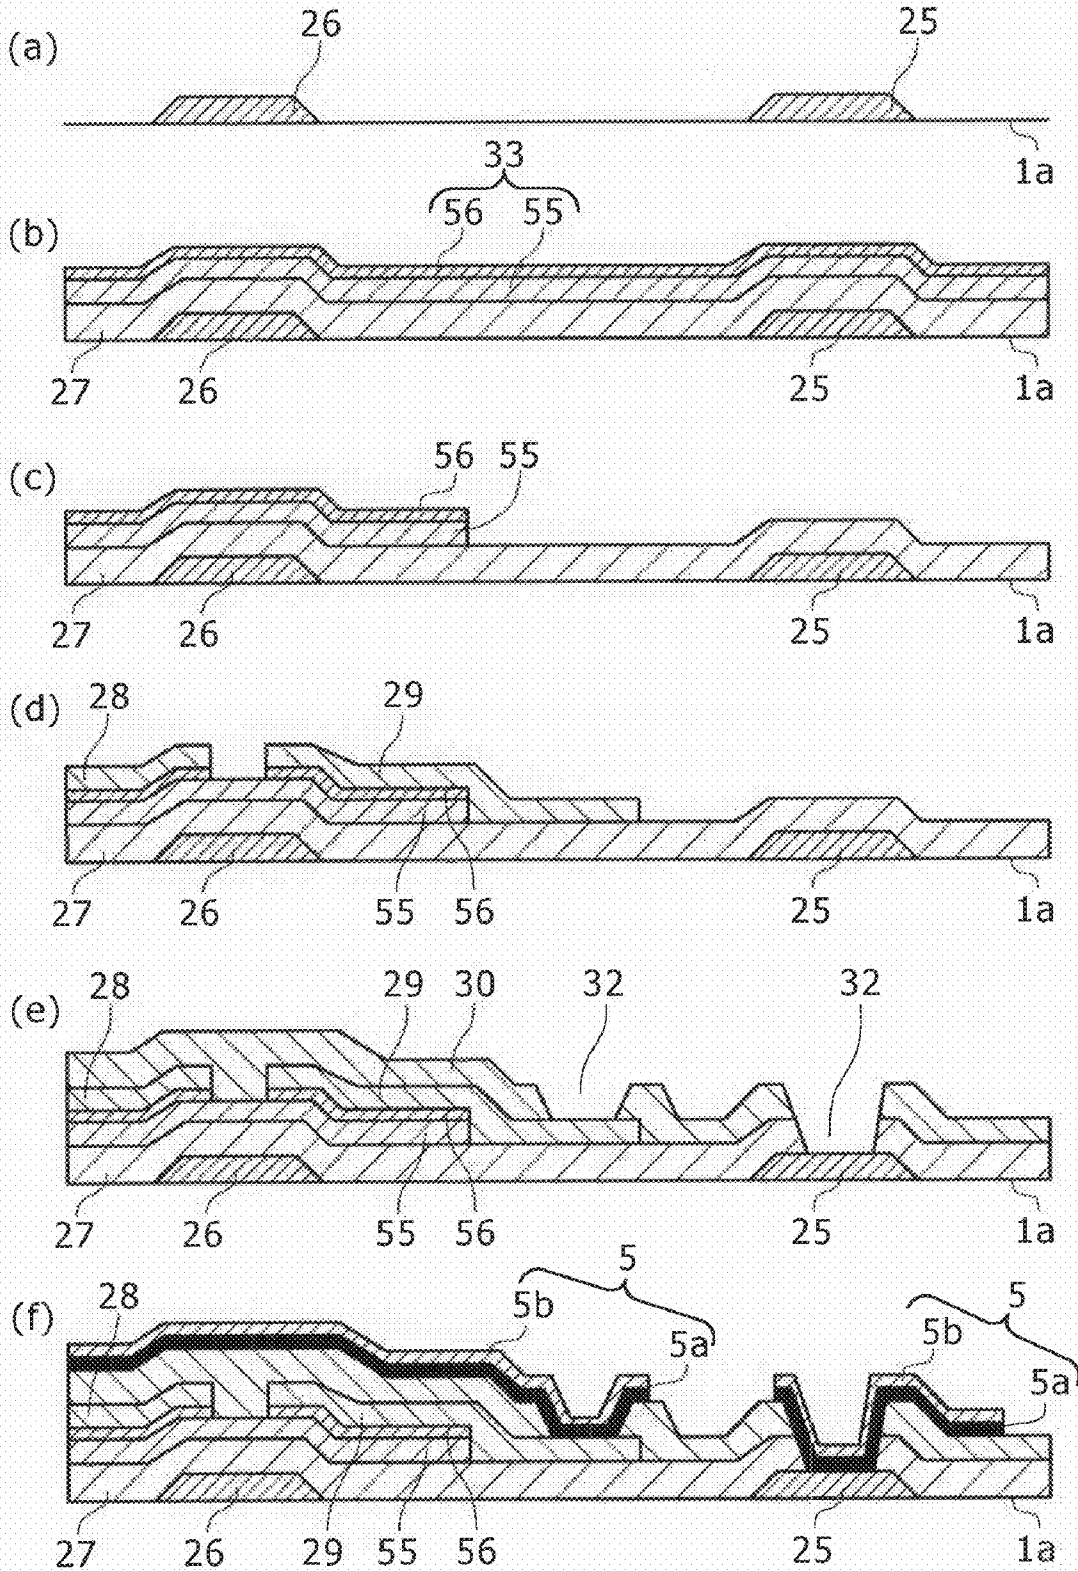 (a) 26 25
1a
33
(b) 56 55
27 26 25 1a
(c) 56 55
27 26 25 1a
(d) 28 29
27 26 55 56 25 1a
(e) 28 29 30 32 32
27 26 55 56 25 1a
5
(f) 28 5b 5a 5b 5 5a
27 26 29 55 56 25 1a